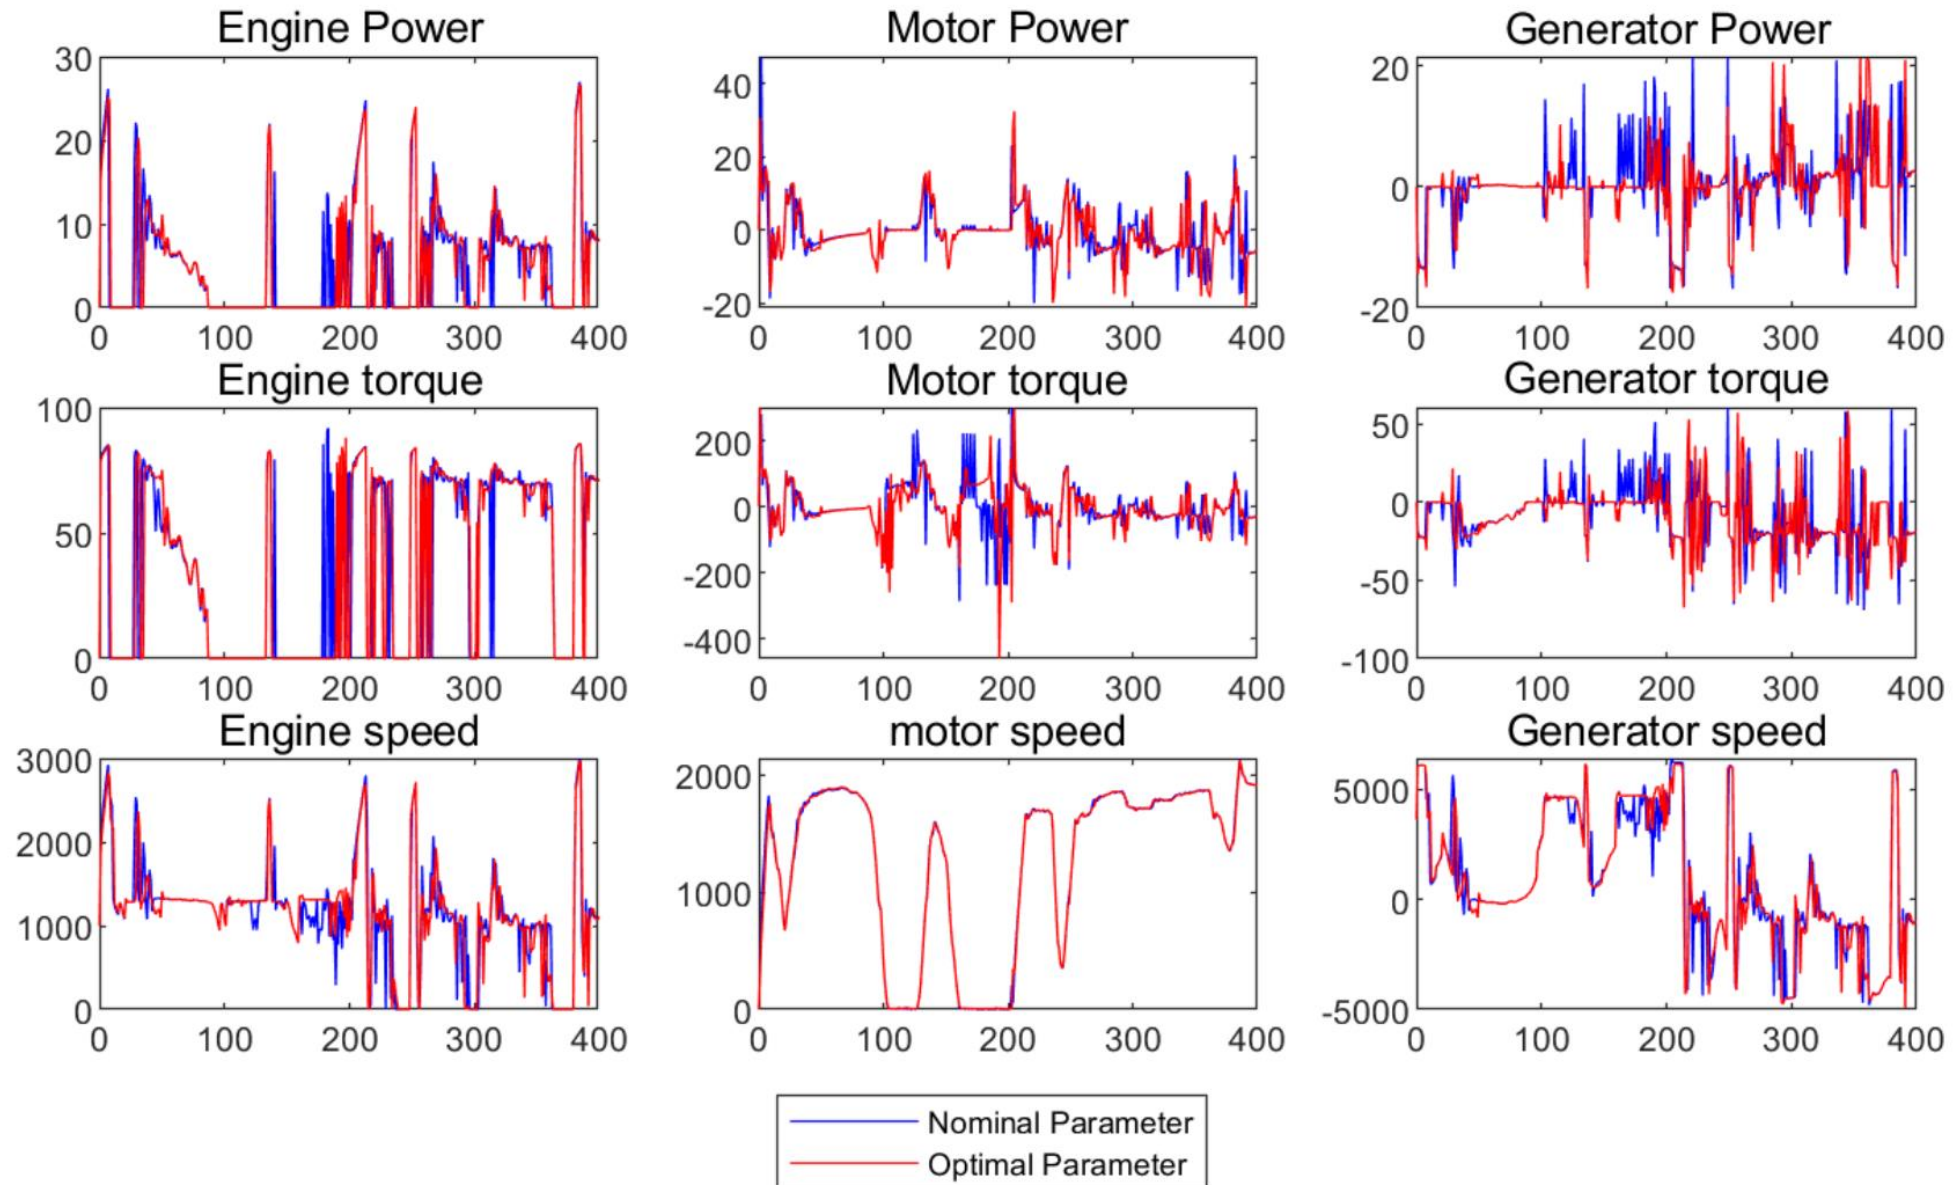 Engine Power
Motor Power
Generator Power
30
20
10
0
0 100 200 300 400
40
20
0
-20
0 100 200 300 400
20
0
-20
0 100 200 300 400
Engine torque
Motor torque
Generator torque
100
50
0
0 100 200 300 400
200
0
-200
-400
0 100 200 300 400
50
0
-50
-100
0 100 200 300 400
Engine speed
motor speed
Generator speed
3000
2000
1000
0
0 100 200 300 400
2000
1000
0
0 100 200 300 400
5000
0
-5000
0 100 200 300 400
Nominal Parameter
Optimal Parameter